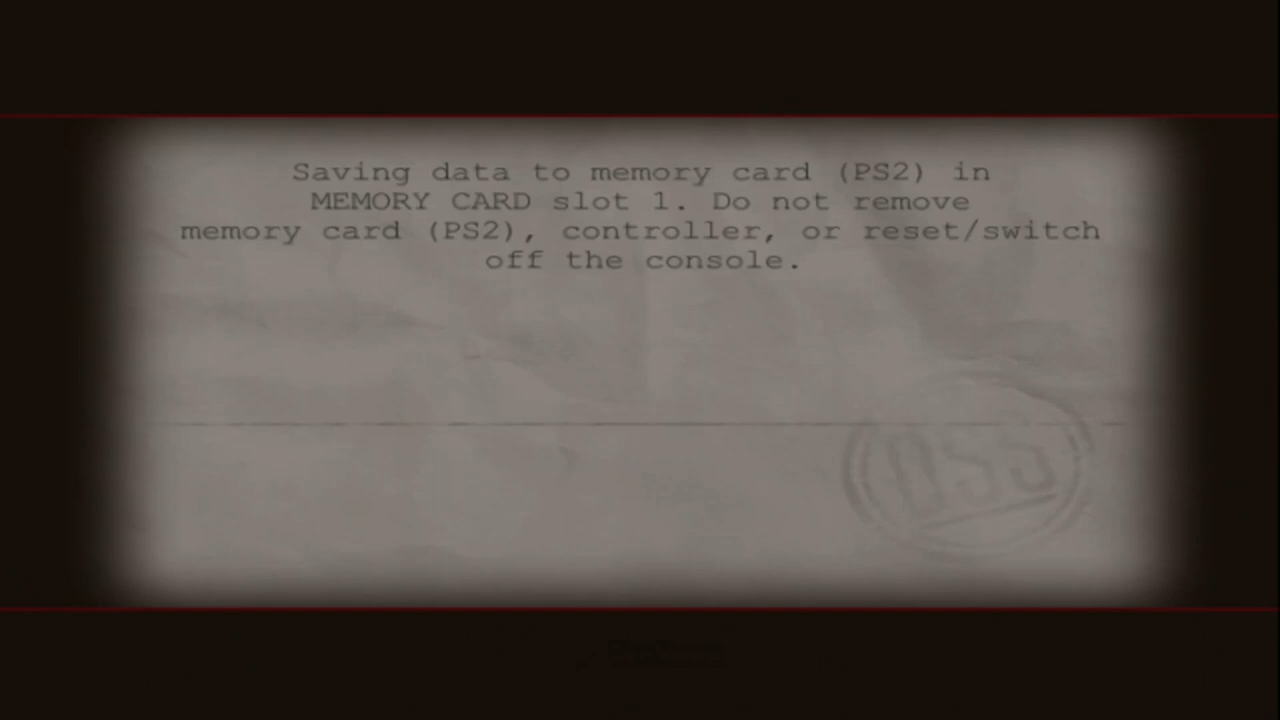 Saving data to memory card (PS2) in
MEMORY CARD slot 1. Do not remove
memory card (PS2), controller, or reset/switch
off the console.
OSS